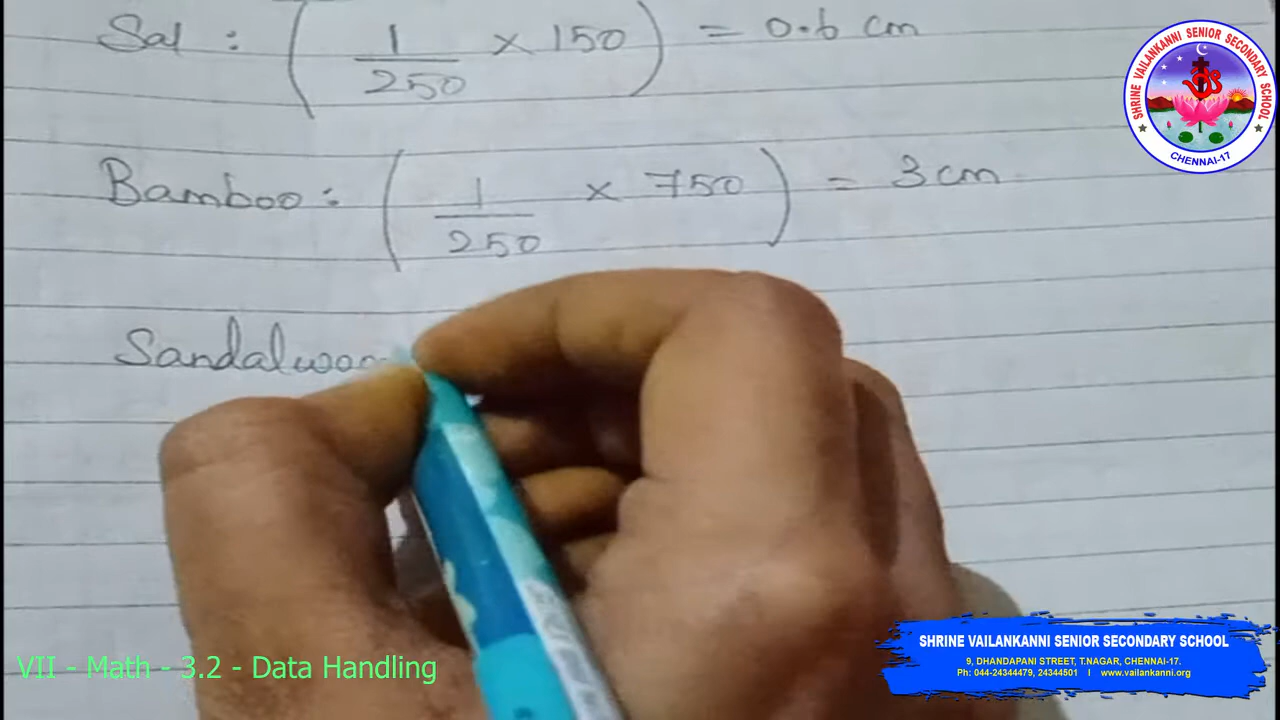 Sal : ( 1/250 × 150 ) = 0.6 cm
Bamboo : ( 1/250 × 750 ) = 3 cm
Sandalwoo
SHRINE VAILANKANNI SENIOR SECONDARY SCHOOL
CHENNAI-17
VII - Math - 3.2 - Data Handling
SHRINE VAILANKANNI SENIOR SECONDARY SCHOOL
9, DHANDAPANI STREET, T.NAGAR, CHENNAI-17.
Ph: 044-24344479, 24344501 I www.vailankanni.org